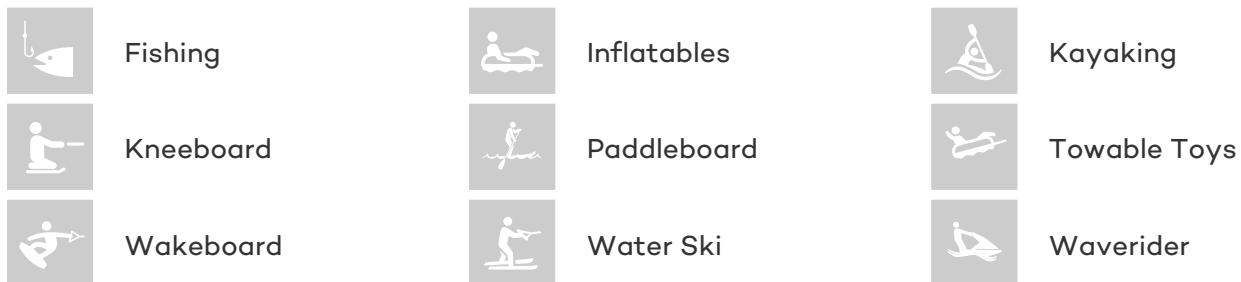 Fishing
Inflatables
Kayaking
Kneeboard
Paddleboard
Towable Toys
Wakeboard
Water Ski
Waverider